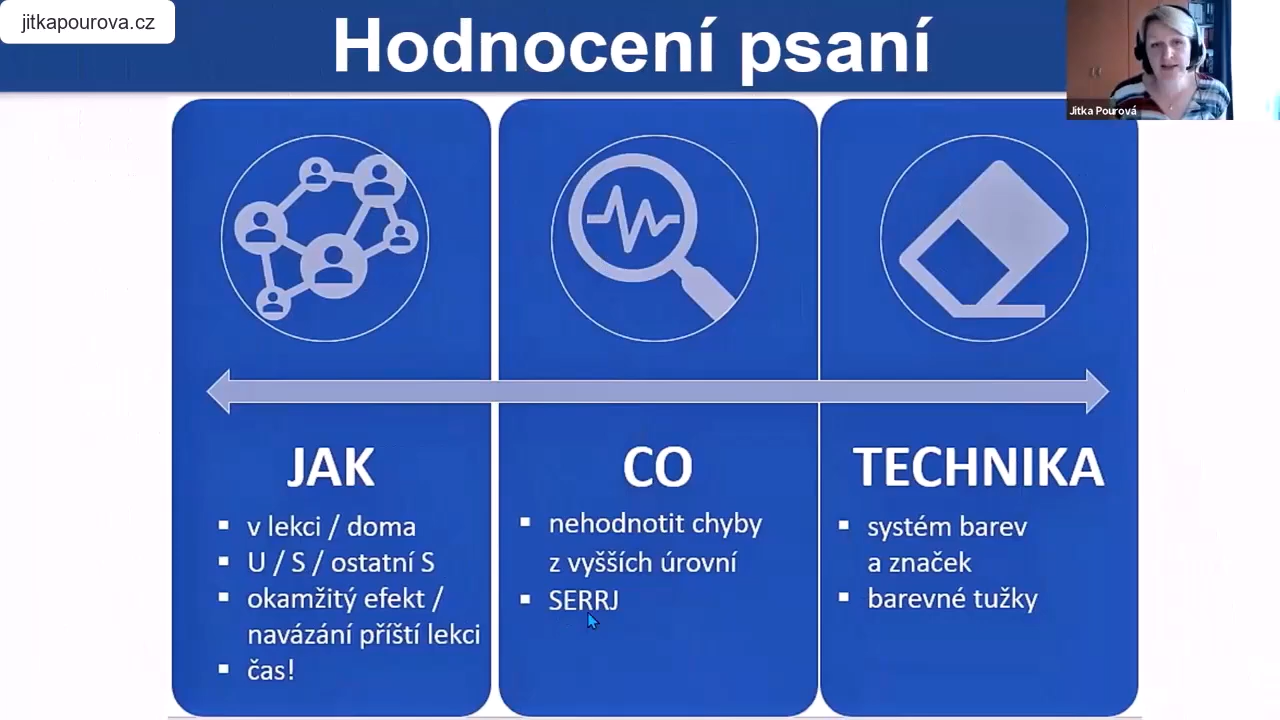 jitkapourova.cz
Hodnocení psaní
Jitka Pourová
JAK
▪ v lekci / doma
▪ U / S / ostatní S
▪ okamžitý efekt /
navázání příští lekci
▪ čas!
CO
▪ nehodnotit chyby
z vyšších úrovní
▪ SERRJ
TECHNIKA
▪ systém barev
a značek
▪ barevné tužky